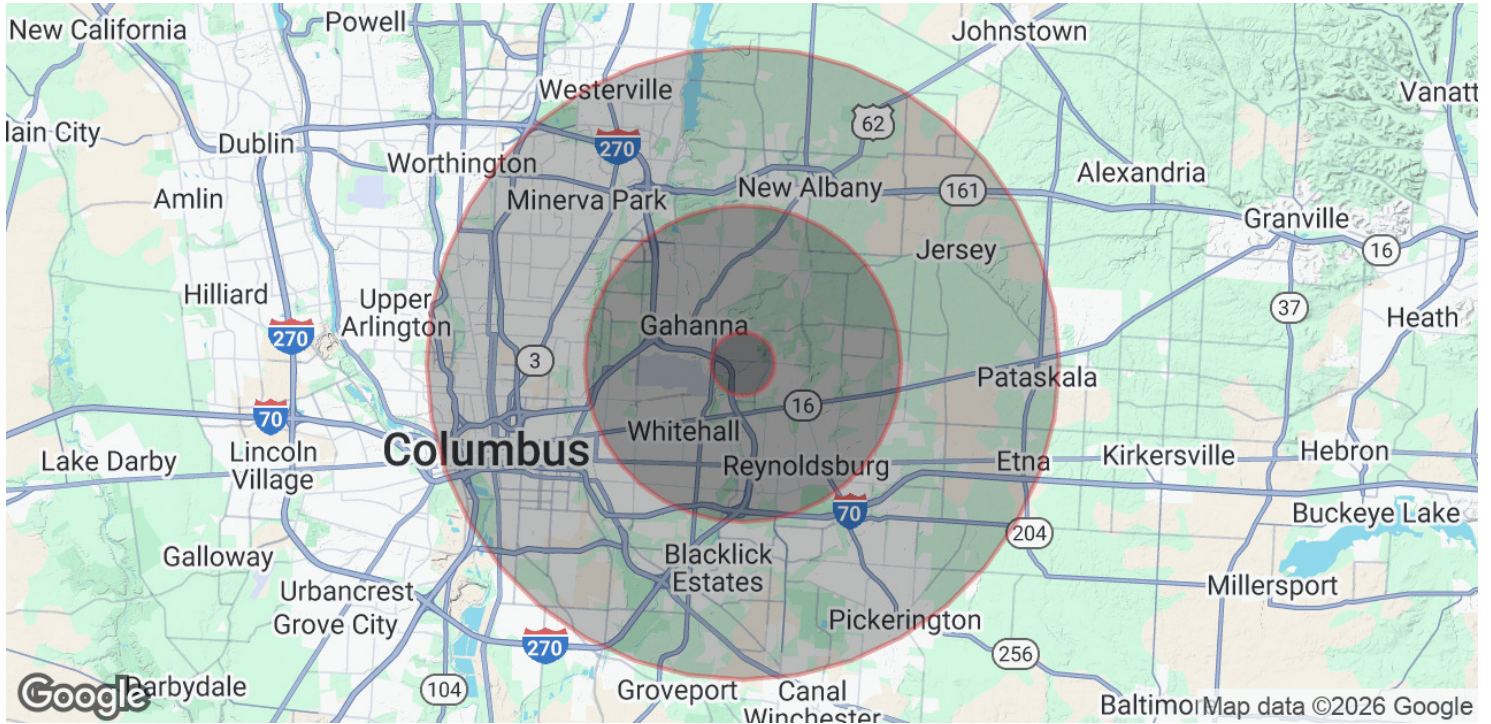 New California
Powell
Johnstown
Westerville
Vanatt
62
lain City
Dublin
270
Worthington
Alexandria
Amlin
Minerva Park
New Albany
161
Granville
16
Jersey
Hilliard
Upper
Arlington
37
Heath
270
Gahanna
3
Pataskala
16
70
Whitehall
Columbus
Lincoln
Village
Lake Darby
Reynoldsburg
Etna
Kirkersville
Hebron
70
Buckeye Lake
204
Galloway
Blacklick
Estates
Millersport
Urbancrest
Grove City
Pickerington
270
256
Google
Darbydale
104
Groveport
Canal
Winchester
Baltimor
Map data ©2026 Google